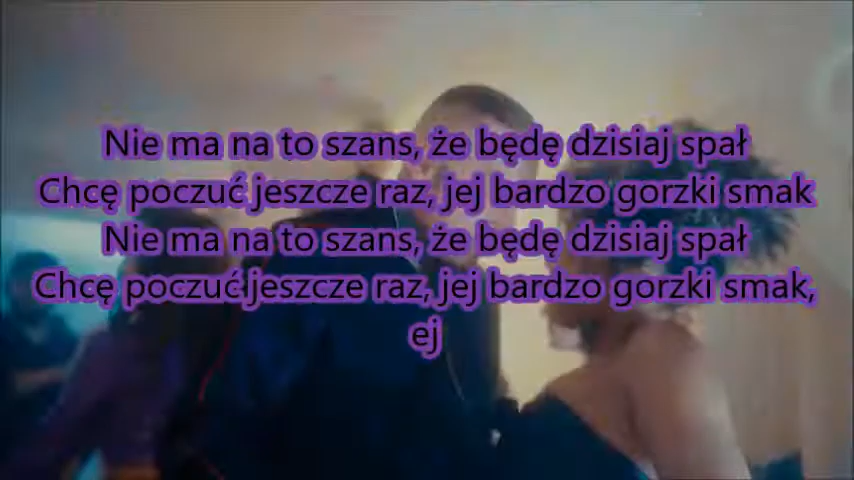 Nie ma na to szans, że będę dzisiaj spał
Chcę poczuć jeszcze raz, jej bardzo gorzki smak
Nie ma na to szans, że będę dzisiaj spał
Chcę poczuć jeszcze raz, jej bardzo gorzki smak,
ej